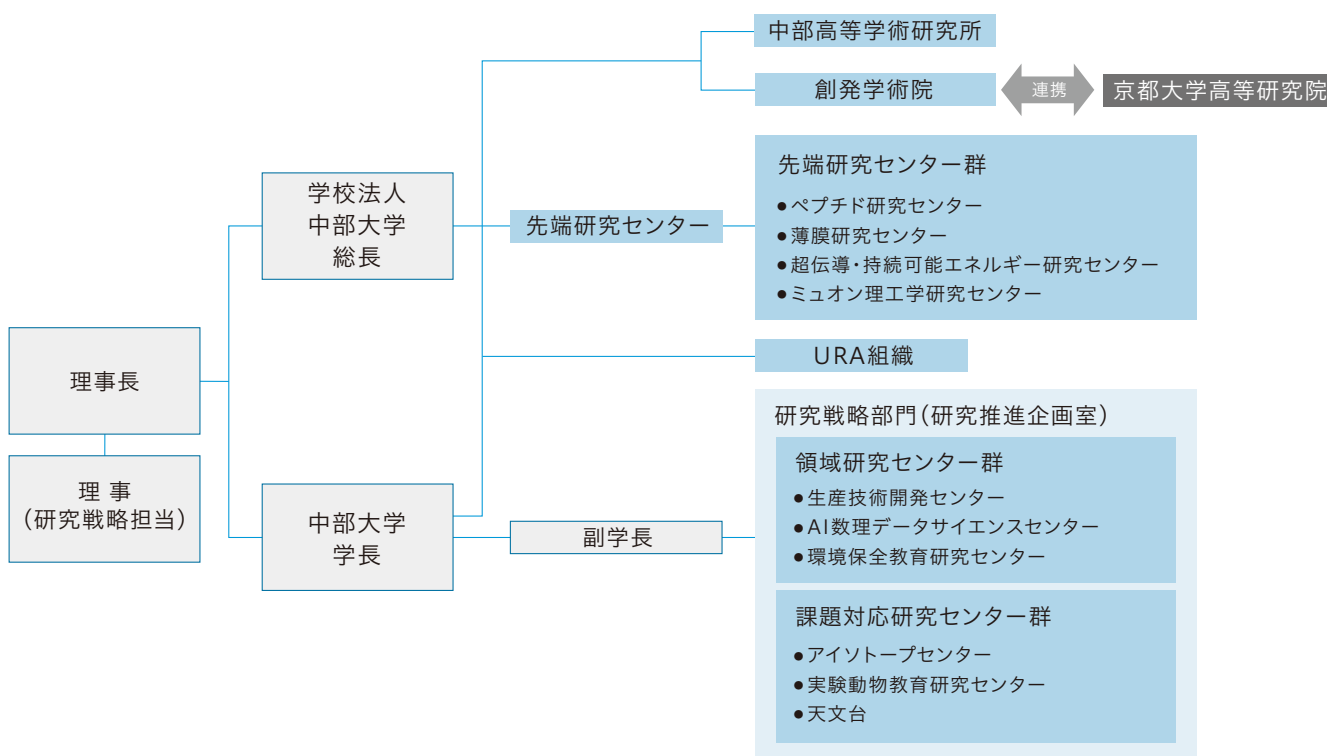 理事長
理 事
(研究戦略担当)
学校法人
中部大学
総長
中部大学
学長
先端研究センター
副学長
中部高等学術研究所
創発学術院
連携
京都大学高等研究院
先端研究センター群
●ペプチド研究センター
●薄膜研究センター
●超伝導・持続可能エネルギー研究センター
●ミュオン理工学研究センター
URA組織
研究戦略部門(研究推進企画室)
領域研究センター群
●生産技術開発センター
●AI数理データサイエンスセンター
●環境保全教育研究センター
課題対応研究センター群
●アイソトープセンター
●実験動物教育研究センター
●天文台